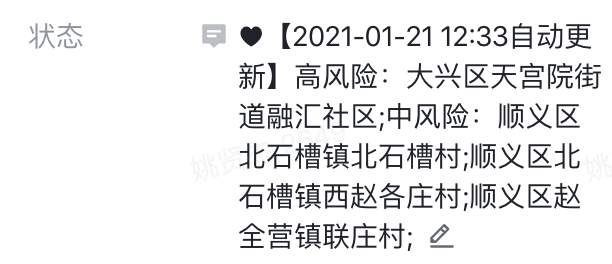 状态
♥【2021-01-21 12:33自动更
新】高风险：大兴区天宫院街
道融汇社区;中风险：顺义区
北石槽镇北石槽村;顺义区北
石槽镇西赵各庄村;顺义区赵
全营镇联庄村;